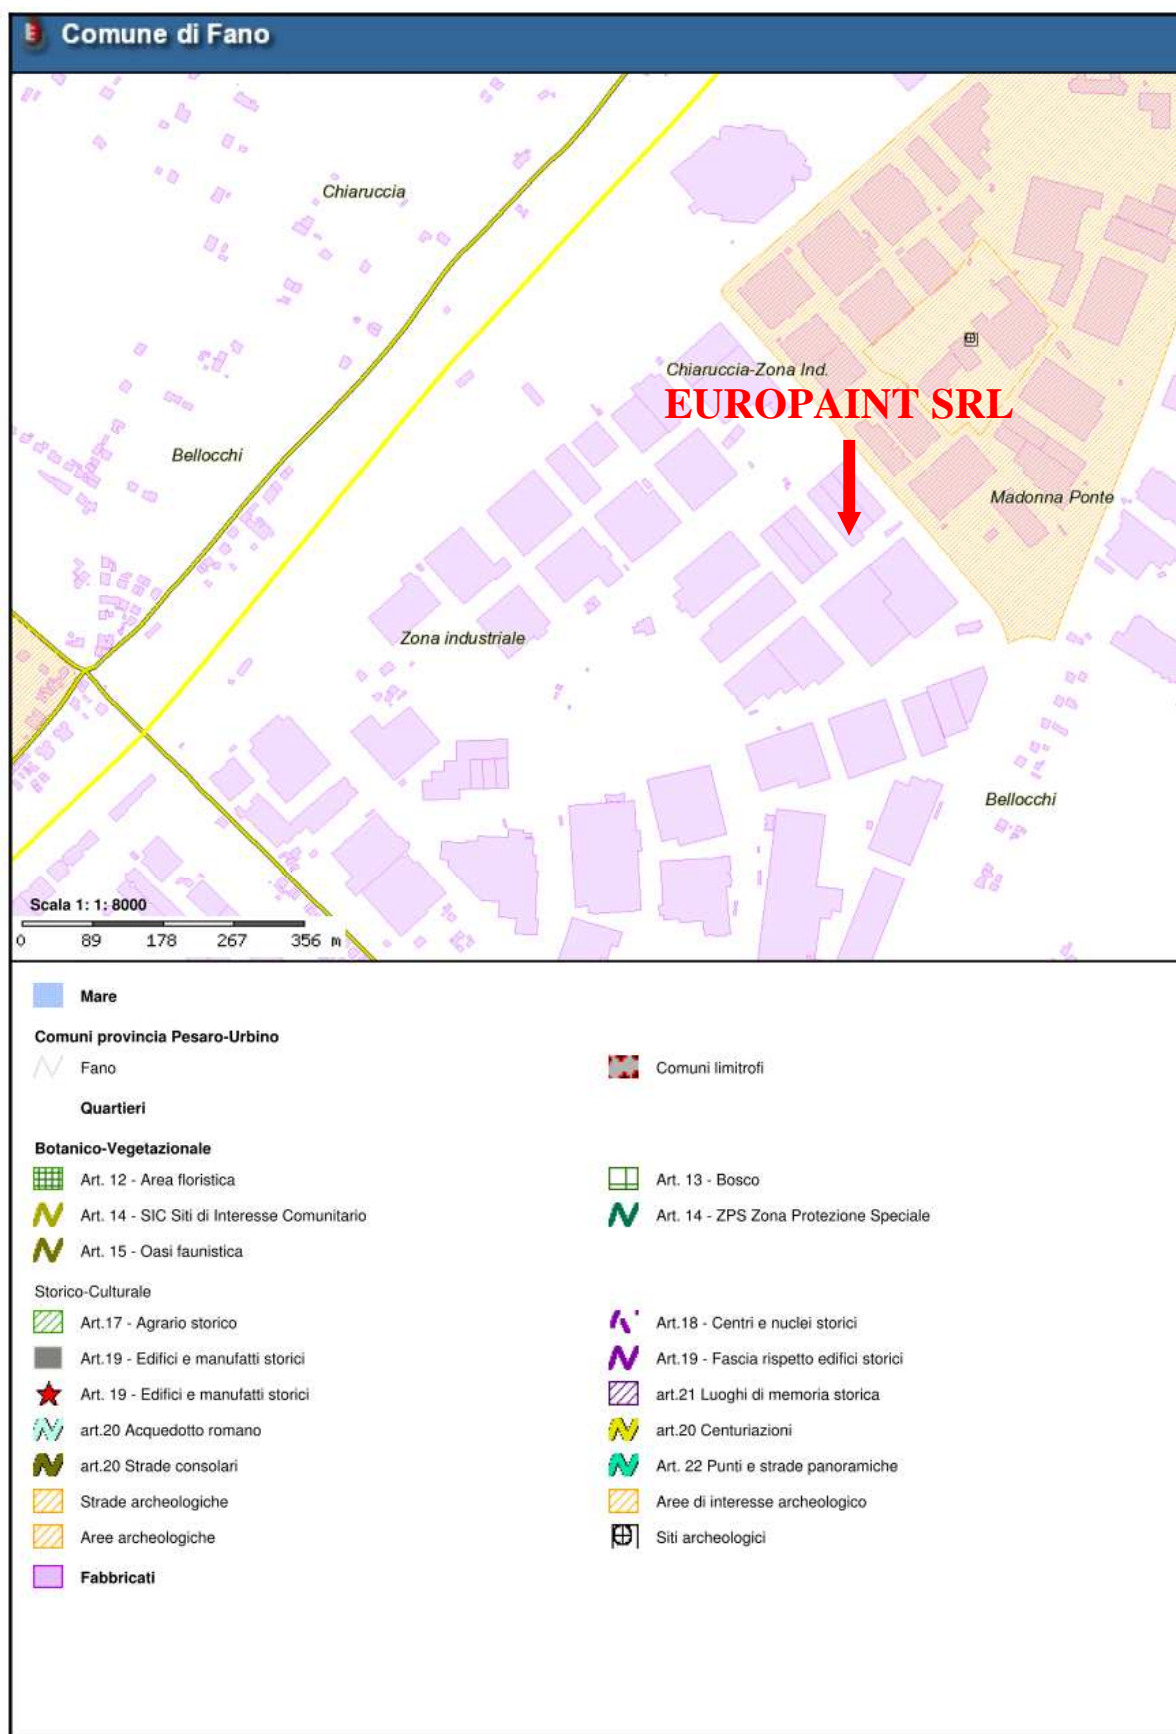 Comune di Fano
Chiaruccia
Chiaruccia-Zona Ind.
EUROPAINT SRL
Bellocchi
Madonna Ponte
Zona industriale
Bellocchi
Scala 1: 1: 8000
0 89 178 267 356 m
Mare
Comuni provincia Pesaro-Urbino
Fano
Comuni limitrofi
Quartieri
Botanico-Vegetazionale
Art. 12 - Area floristica
Art. 13 - Bosco
Art. 14 - SIC Siti di Interesse Comunitario
Art. 14 - ZPS Zona Protezione Speciale
Art. 15 - Oasi faunistica
Storico-Culturale
Art.17 - Agrario storico
Art.18 - Centri e nuclei storici
Art.19 - Edifici e manufatti storici
Art.19 - Fascia rispetto edifici storici
Art. 19 - Edifici e manufatti storici
art.21 Luoghi di memoria storica
art.20 Acquedotto romano
art.20 Centuriazioni
art.20 Strade consolari
Art. 22 Punti e strade panoramiche
Strade archeologiche
Aree di interesse archeologico
Aree archeologiche
Siti archeologici
Fabbricati